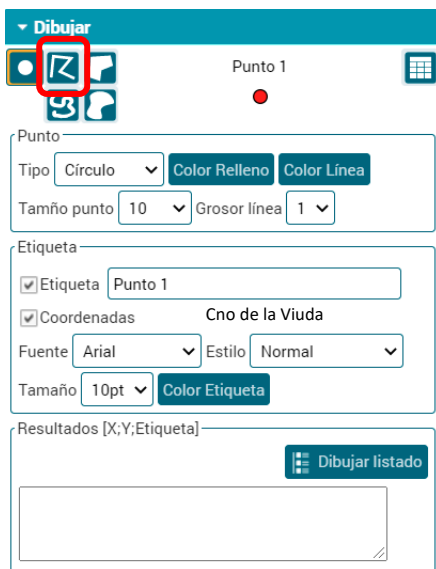 Dibujar
Punto 1
Punto
Tipo Círculo Color Relleno Color Línea
Tamño punto 10 Grosor línea 1
Etiqueta
Etiqueta Punto 1
Coordenadas Cno de la Viuda
Fuente Arial Estilo Normal
Tamaño 10pt Color Etiqueta
Resultados [X;Y;Etiqueta]
Dibujar listado